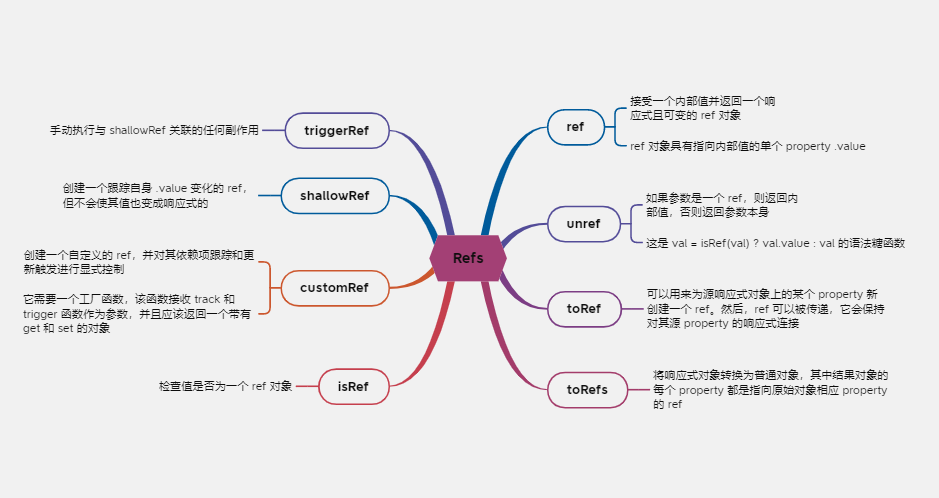 Refs
ref
接受一个内部值并返回一个响
应式且可变的 ref 对象
ref 对象具有指向内部值的单个 property .value
unref
如果参数是一个 ref，则返回内
部值，否则返回参数本身
这是 val = isRef(val) ? val.value : val 的语法糖函数
toRef
可以用来为源响应式对象上的某个 property 新
创建一个 ref。然后，ref 可以被传递，它会保持
对其源 property 的响应式连接
toRefs
将响应式对象转换为普通对象，其中结果对象的
每个 property 都是指向原始对象相应 property
的 ref
triggerRef
手动执行与 shallowRef 关联的任何副作用
shallowRef
创建一个跟踪自身 .value 变化的 ref，
但不会使其值也变成响应式的
customRef
创建一个自定义的 ref，并对其依赖项跟踪和更
新触发进行显式控制
它需要一个工厂函数，该函数接收 track 和
trigger 函数作为参数，并且应该返回一个带有
get 和 set 的对象
isRef
检查值是否为一个 ref 对象